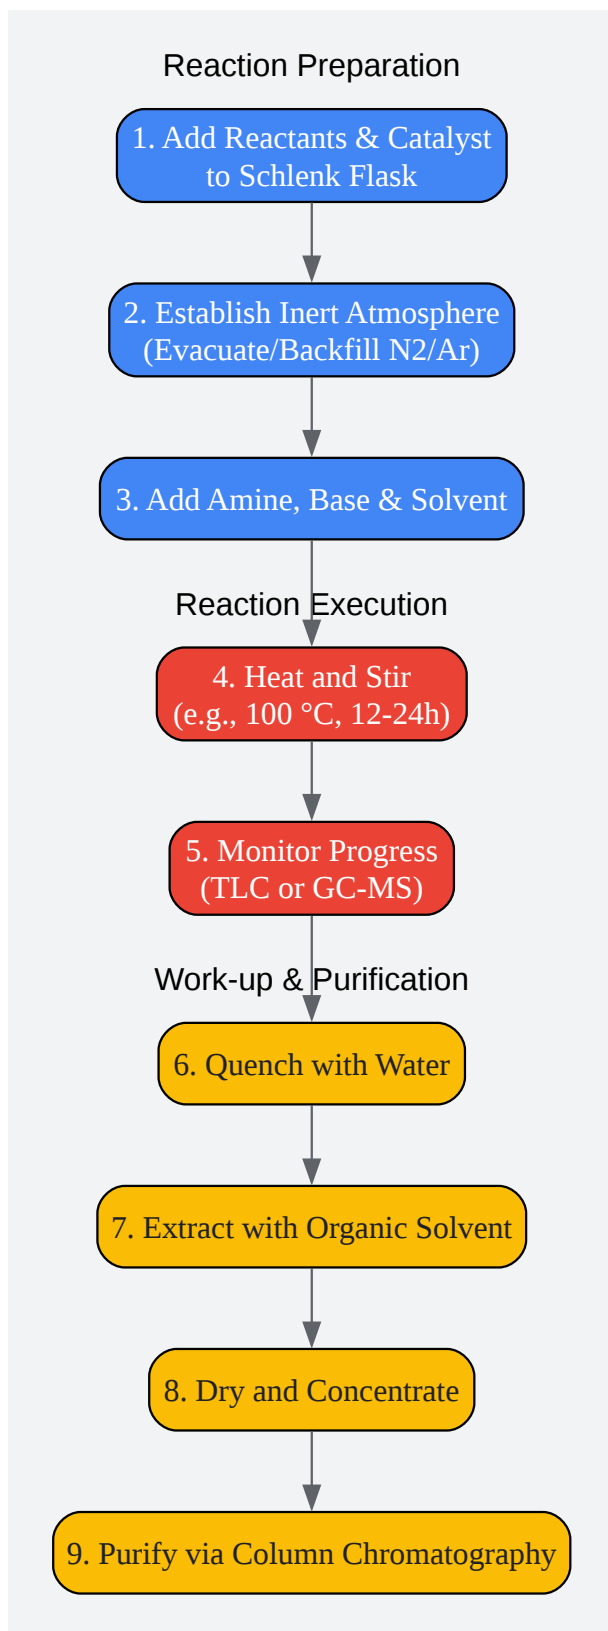 Reaction Preparation
1. Add Reactants & Catalyst
to Schlenk Flask
2. Establish Inert Atmosphere
(Evacuate/Backfill N2/Ar)
3. Add Amine, Base & Solvent
Reaction Execution
4. Heat and Stir
(e.g., 100 °C, 12-24h)
5. Monitor Progress
(TLC or GC-MS)
Work-up & Purification
6. Quench with Water
7. Extract with Organic Solvent
8. Dry and Concentrate
9. Purify via Column Chromatography